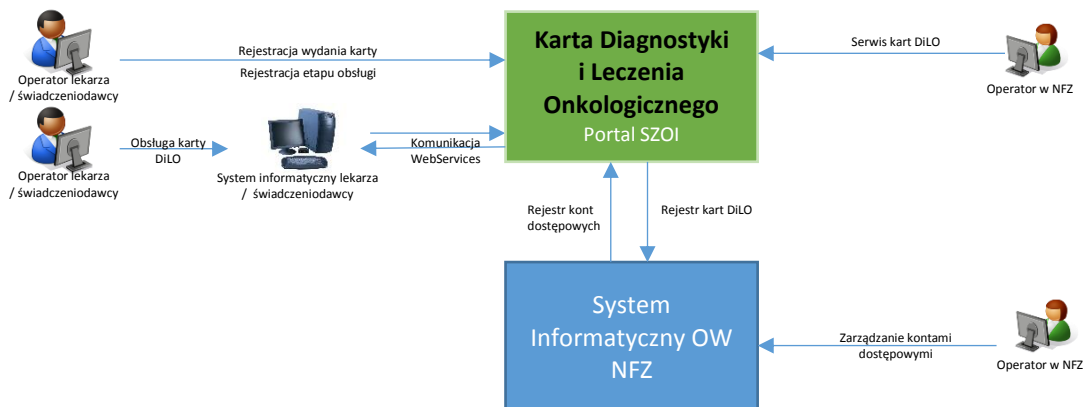 Operator lekarza
/ świadczeniodawcy
Rejestracja wydania karty
Rejestracja etapu obsługi
Karta Diagnostyki
i Leczenia
Onkologicznego
Portal SZOI
Serwis kart DiLO
Operator w NFZ
Operator lekarza
/ świadczeniodawcy
Obsługa karty
DiLO
System informatyczny lekarza
/ świadczeniodawcy
Komunikacja
WebServices
Rejestr kont
dostępowych
Rejestr kart DiLO
System
Informatyczny OW
NFZ
Zarządzanie kontami
dostępowymi
Operator w NFZ